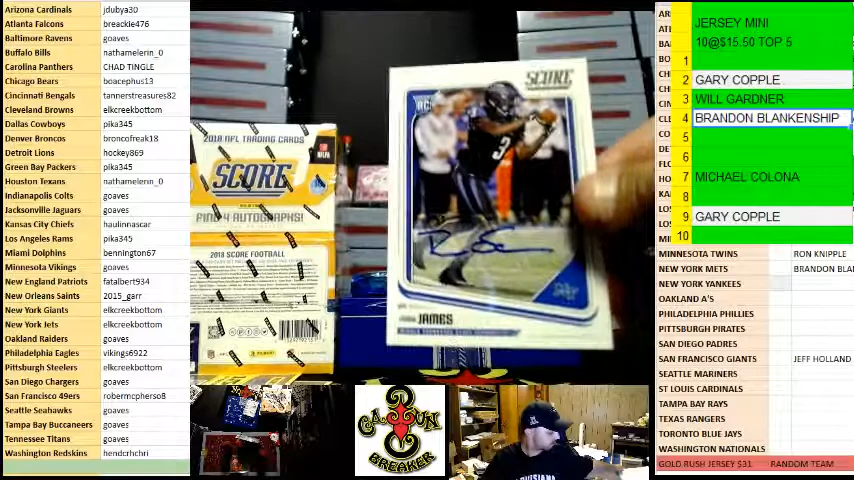 Arizona Cardinals jdubya30
Atlanta Falcons breackie476
Baltimore Ravens goaves
Buffalo Bills nathamelerin_0
Carolina Panthers CHAD TINGLE
Chicago Bears boacephus13
Cincinnati Bengals tannerstreasures82
Cleveland Browns elkcreekbottom
Dallas Cowboys pika345
Denver Broncos broncofreak18
Detroit Lions hockey869
Green Bay Packers pika345
Houston Texans nathamelerin_0
Indianapolis Colts goaves
Jacksonville Jaguars goaves
Kansas City Chiefs haulinnascar
Los Angeles Rams pika345
Miami Dolphins bennington67
Minnesota Vikings goaves
New England Patriots fatalbert934
New Orleans Saints 2015_garr
New York Giants elkcreekbottom
New York Jets elkcreekbottom
Oakland Raiders goaves
Philadelphia Eagles vikings6922
Pittsburgh Steelers elkcreekbottom
San Diego Chargers goaves
San Francisco 49ers robermcphers08
Seattle Seahawks goaves
Tampa Bay Buccaneers goaves
Tennessee Titans goaves
Washington Redskins hendcrhchri
2018 NFL TRADING CARDS
SCORE
FIND 4 AUTOGRAPHS!
2018 SCORE FOOTBALL
SCORE
JAMES
CAJUN
BREAKER
JERSEY MINI
10@$15.50 TOP 5
1
2 GARY COPPLE
3 WILL GARDNER
4 BRANDON BLANKENSHIP
5
6
7 MICHAEL COLONA
9 GARY COPPLE
10
MINNESOTA TWINS RON KNIPPLE
NEW YORK METS BRANDON BLA
NEW YORK YANKEES
OAKLAND A'S
PHILADELPHIA PHILLIES
PITTSBURGH PIRATES
SAN DIEGO PADRES
SAN FRANCISCO GIANTS JEFF HOLLAND
SEATTLE MARINERS
ST LOUIS CARDINALS
TAMPA BAY RAYS
TEXAS RANGERS
TORONTO BLUE JAYS
WASHINGTON NATIONALS
GOLD RUSH JERSEY $31 RANDOM TEAM